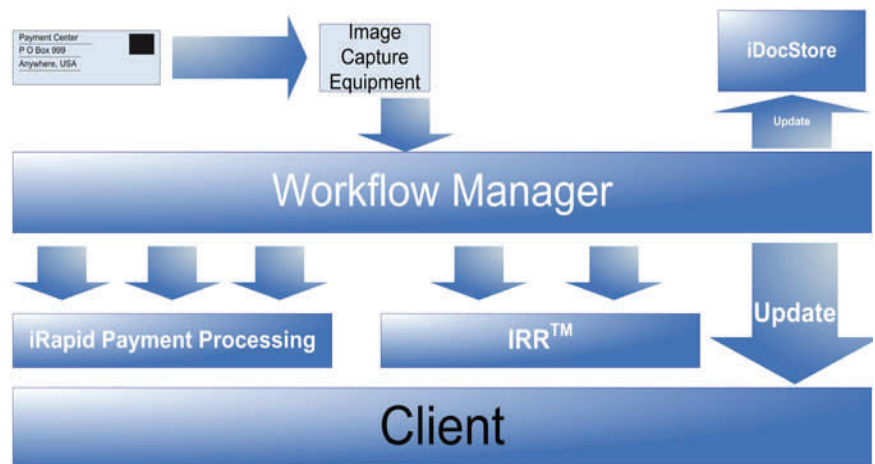 Payment Center
P O Box 999
Anywhere, USA
Image
Capture
Equipment
iDocStore
Update
Workflow Manager
iRapid Payment Processing
IRR™
Update
Client